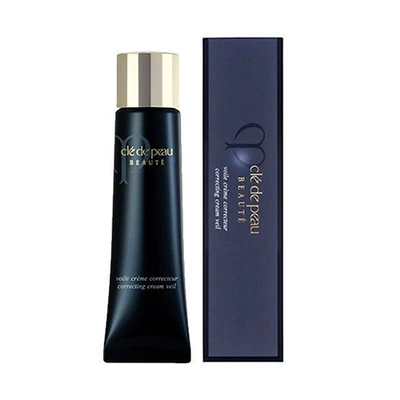 clé de peau
BEAUTÉ
voile crème correcteur
correcting cream veil
clé de peau
BEAUTÉ
voile crème correcteur
correcting cream veil